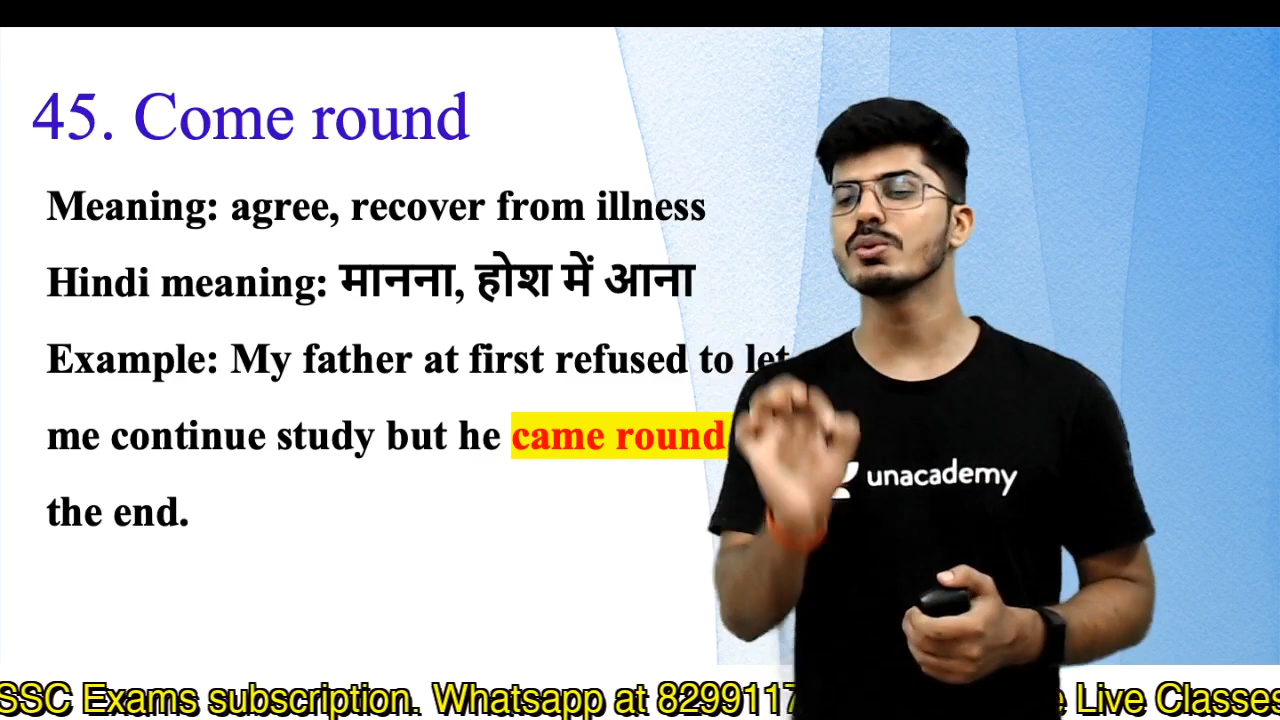 45. Come round
Meaning: agree, recover from illness
Hindi meaning: मानना, होश में आना
Example: My father at first refused to let
me continue study but he came round
the end.
unacademy
SSC Exams subscription. Whatsapp at 829911 Live Classes